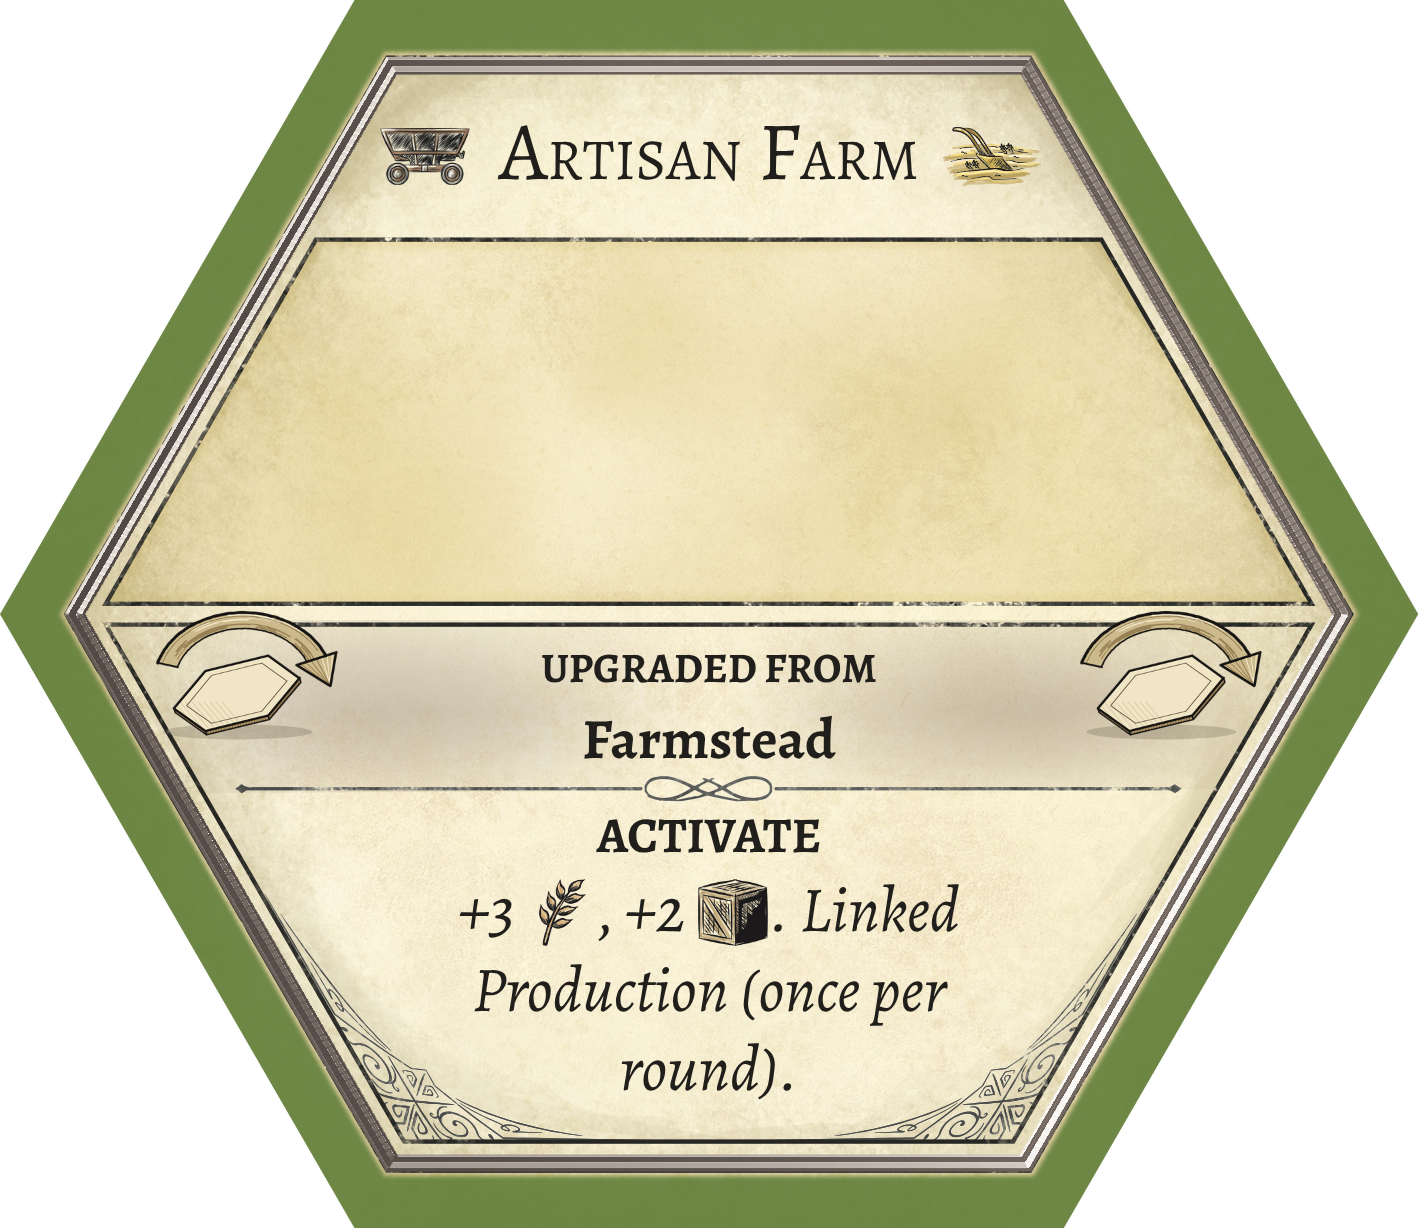 Artisan Farm
UPGRADED FROM
Farmstead
ACTIVATE
+3 , +2 . Linked
Production (once per
round).